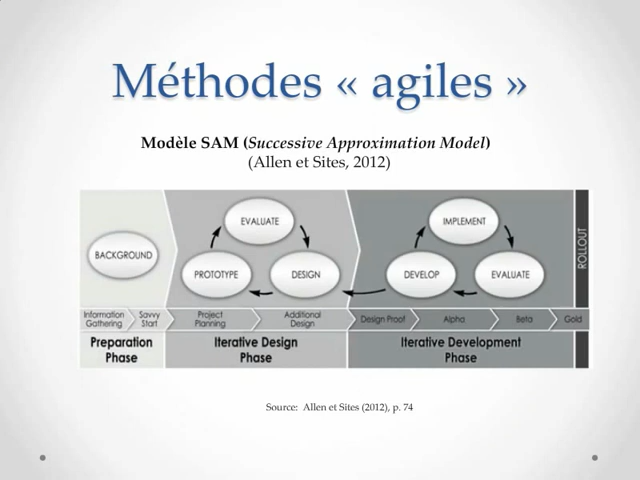 Méthodes « agiles »
Modèle SAM (Successive Approximation Model)
(Allen et Sites, 2012)
EVALUATE
IMPLEMENT
BACKGROUND
PROTOTYPE
DESIGN
DEVELOP
EVALUATE
ROLLOUT
Information
Gathering
Savvy
Start
Project
Planning
Additional
Design
Design Proof
Alpha
Beta
Gold
Preparation
Phase
Iterative Design
Phase
Iterative Development
Phase
Source: Allen et Sites (2012), p. 74